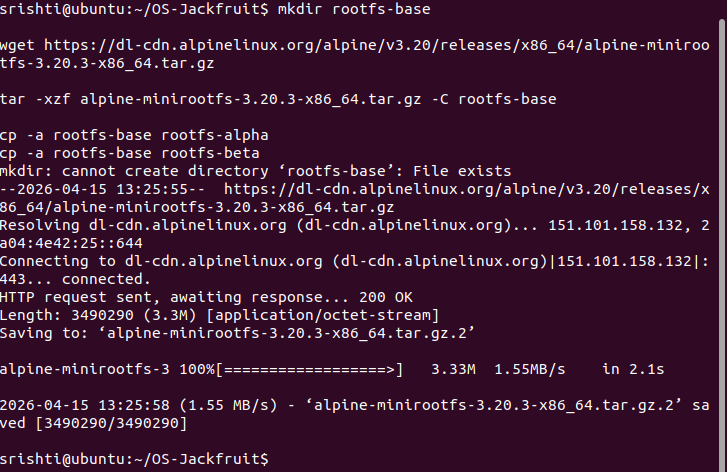 srishti@ubuntu:~/OS-Jackfruit$ mkdir rootfs-base
wget https://dl-cdn.alpinelinux.org/alpine/v3.20/releases/x86_64/alpine-miniroo
tfs-3.20.3-x86_64.tar.gz
tar -xzf alpine-minirootfs-3.20.3-x86_64.tar.gz -C rootfs-base
cp -a rootfs-base rootfs-alpha
cp -a rootfs-base rootfs-beta
mkdir: cannot create directory ‘rootfs-base’: File exists
--2026-04-15 13:25:55--  https://dl-cdn.alpinelinux.org/alpine/v3.20/releases/x
86_64/alpine-minirootfs-3.20.3-x86_64.tar.gz
Resolving dl-cdn.alpinelinux.org (dl-cdn.alpinelinux.org)... 151.101.158.132, 2
a04:4e42:25::644
Connecting to dl-cdn.alpinelinux.org (dl-cdn.alpinelinux.org)|151.101.158.132|:
443... connected.
HTTP request sent, awaiting response... 200 OK
Length: 3490290 (3.3M) [application/octet-stream]
Saving to: ‘alpine-minirootfs-3.20.3-x86_64.tar.gz.2’
alpine-minirootfs-3 100%[==================>]   3.33M  1.55MB/s    in 2.1s
2026-04-15 13:25:58 (1.55 MB/s) - ‘alpine-minirootfs-3.20.3-x86_64.tar.gz.2’ sa
ved [3490290/3490290]
srishti@ubuntu:~/OS-Jackfruit$